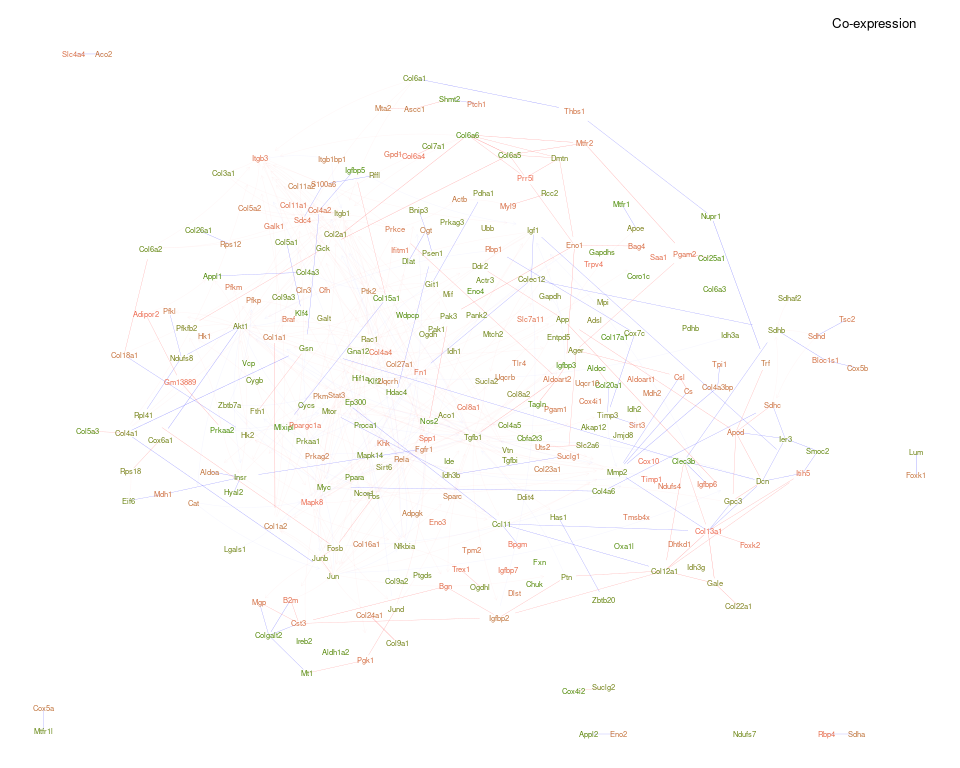 Co-expression
Slc4a4 Aco2
Col6a1
Shmt2 Ptch1
Mta2 Ascc1 Thbs1
Col6a6
Mtfr2
Col7a1
Gpd1 Col6a4 Col6a5 Dmtn
Itgb3 Itgb1bp1
Igfbp5 Rffl
Col3a1
Prr5l
Col11a2 S100a6
Pdha1 Rcc2
Actb
Col5a2 Col11a1 Col4a2 Itgb1 Bnip3 Myl9 Mtfr1
Sdc4 Prkag3 Nupr1
Galk1
Col26a1 Col2a1 Prkce Ogt Ubb Igf1 Apoe
Rps12 Col5a1
Col6a2 Gck Ifitm1 Psen1 Rbp1 Eno1 Bag4
Gapdhs Pgam2
Dlat Saa1 Col25a1
Ddr2 Trpv4
Appl1 Col4a3 Coro1c
Actr3 Colec12
Pfkm Cln3 Cfh Ptk2 Git1 Eno4 Col6a3
Pfkp Col9a3 Col15a1 Mif Gapdh Mpi Sdhaf2
Adipor2 Pfkl Klf4 Galt Wdpcp Pak3 Pank2 Slc7a11 App Adsl Tsc2
Pfkfb2 Akt1 Braf
Hk1 Col1a1 Rac1 Ogdh Pak1 Mtch2 Entpd5 Col17a1 Cox7c Pdhb Idh3a Sdhb Sdhd
Col18a1 Ndufs8 Gsn Gna12 Col4a4 Idh1 Ager
Vcp Col27a1 Fn1 Tlr4 Igfbp3 Aldoc Tpi1 Trf Bloc1s1 Cox5b
Gm13889 Cygb Hif1a Klf2 Uqcrh Sucla2 Uqcrb Aldoart2 Uqcr10 Col20a1 Aldoart1 Csl Col4a3bp
Hdac4 Col8a2 Mdh2 Cs
Pkm Stat3 Ep300
Zbtb7a Fth1 Cycs Mtor Col8a1 Tagln Pgam1 Cox4i1 Idh2 Sdhc
Rpl41 Aco1 Timp3
Mlxipl Ppargc1a Proca1 Nos2 Col4a5 Uts2 Akap12 Sirt3
Col5a3 Col4a1 Cox6a1 Prkaa2 Hk2 Prkaa1 Khk Spp1 Tgfb1 Cbfa2t3 Slc2a6 Jmjd8 Apod Ier3
Fgfr1 Vtn
Prkag2 Mapk14 Rela Ide Tgfbi Suclg1 Cox10 Clec3b Smoc2 Lum
Rps18 Aldoa Sirt6 Col23a1 Mmp2 Itih5
Insr Ppara Idh3b Timp1 Foxk1
Hyal2 Myc Ncor1 Fos Sparc Col4a6 Ndufs4 Igfbp6 Dcn
Eif6 Mdh1 Cat Mapk8 Ddit4 Gpc3
Adpgk Has1 Tmsb4x
Col1a2 Eno3 Ccl11 Col13a1
Lgals1 Fosb Col16a1 Nfkbia Bpgm Oxa1l Dhtkd1 Foxk2
Junb Tpm2 Fxn
Jun Ptgds Trex1 Igfbp7 Ptn Col12a1 Idh3g
Col9a2 Bgn Ogdhl Chuk Gale
Dlst
Mgp B2m Jund Zbtb20 Col22a1
Cst3 Col24a1 Igfbp2
Colgalt2 Ireb2 Col9a1
Aldh1a2 Pgk1
Mt1
Cox4i2 Suclg2
Cox5a
Mtfr1l Appl2 Eno2 Ndufs7 Rbp4 Sdha